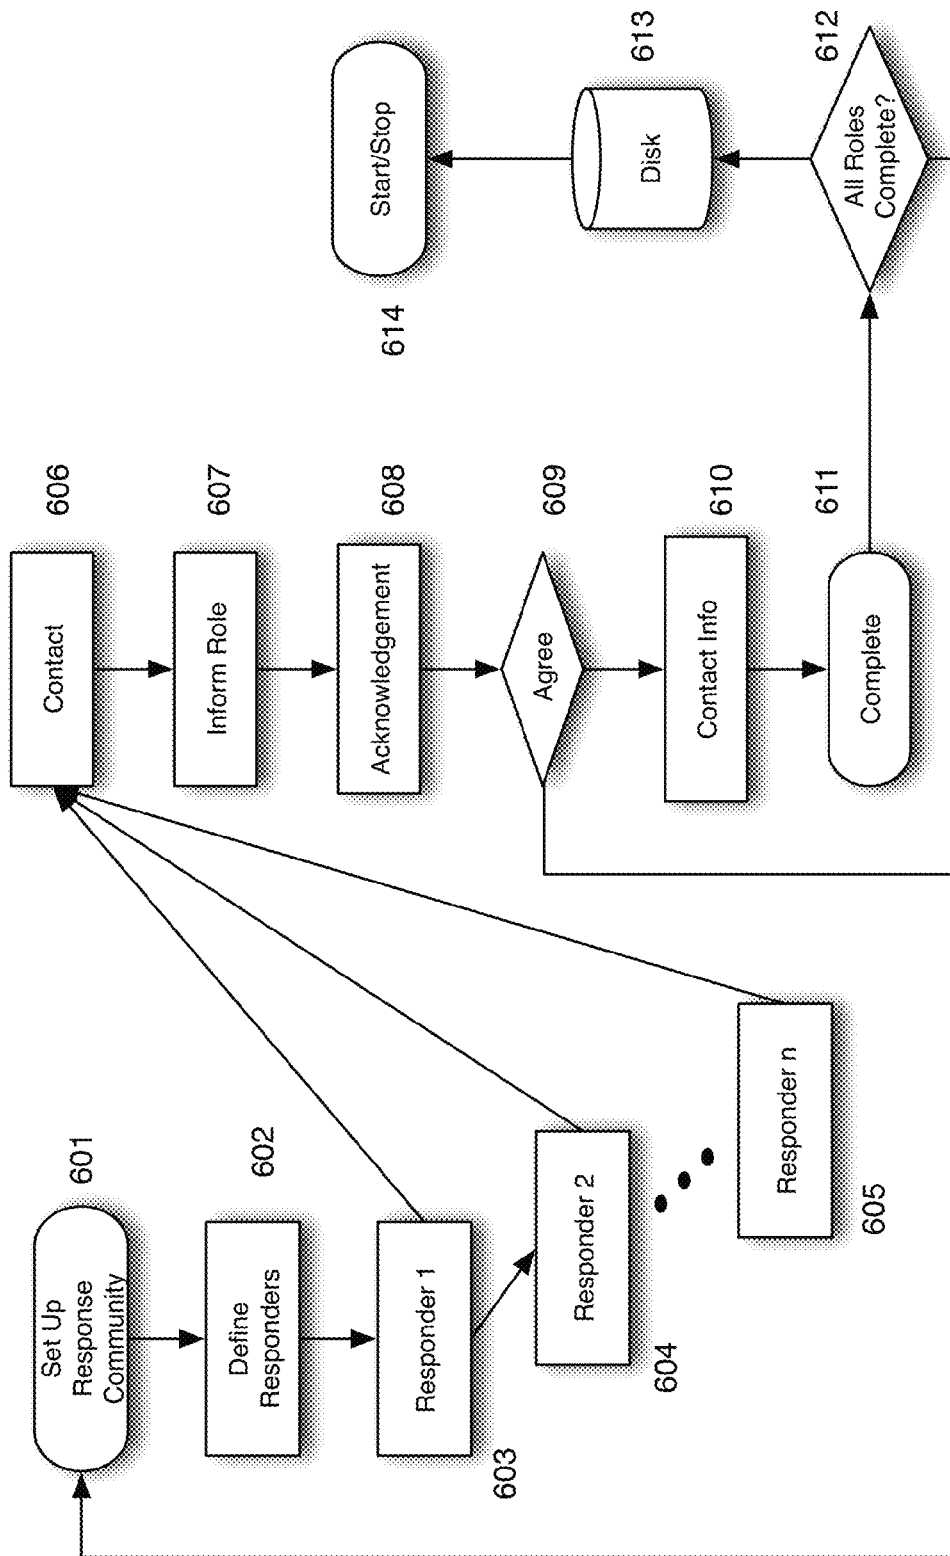 Set Up
Response
Community
601
Define
Responders
602
Responder 1
603
Responder 2
604
Responder n
605
Contact
606
Inform Role
607
Acknowledgement
608
Agree
609
Contact Info
610
Complete
611
All Roles
Complete?
612
Disk
613
Start/Stop
614